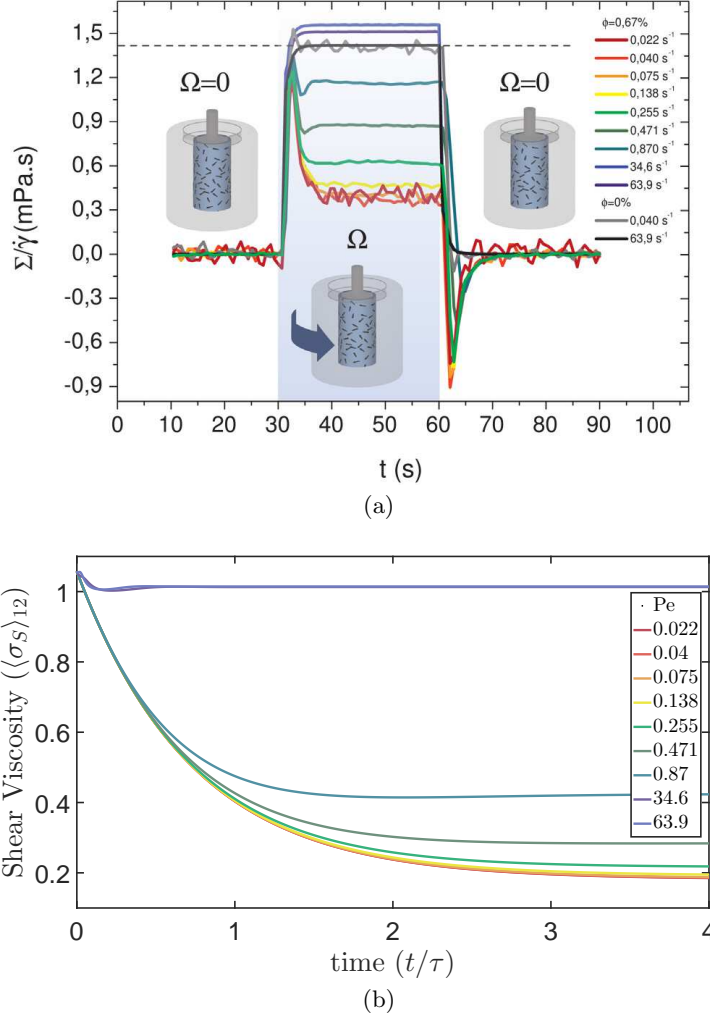 1,5
1,2
0,9
0,6
0,3
0,0
-0,3
-0,6
-0,9
Σ/γ̇ (mPa.s)
Ω=0
Ω=0
Ω
ϕ=0,67%
0,022 s⁻¹
0,040 s⁻¹
0,075 s⁻¹
0,138 s⁻¹
0,255 s⁻¹
0,471 s⁻¹
0,870 s⁻¹
34,6 s⁻¹
63,9 s⁻¹
ϕ=0%
0,040 s⁻¹
63,9 s⁻¹
0 10 20 30 40 50 60 70 80 90 100
t (s)
(a)
1
0.8
0.6
0.4
0.2
Shear Viscosity (⟨σ_S⟩₁₂)
· Pe
0.022
0.04
0.075
0.138
0.255
0.471
0.87
34.6
63.9
0 1 2 3 4
time (t/τ)
(b)